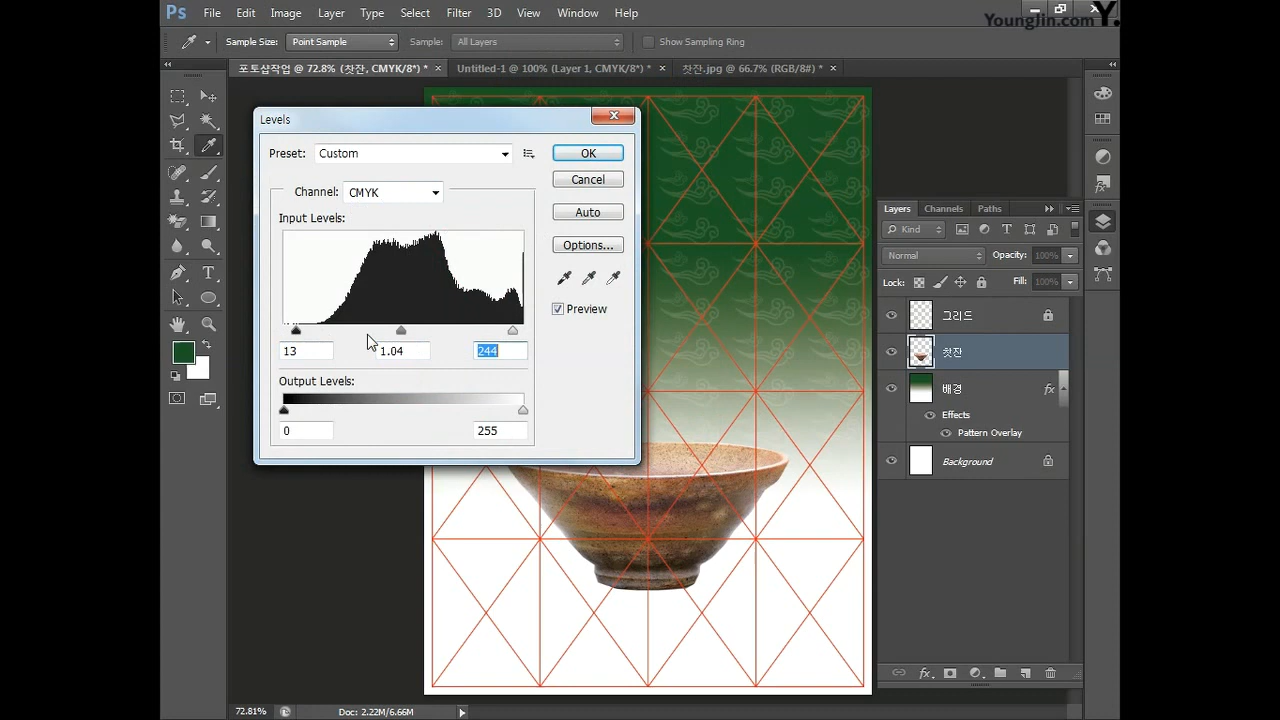 Ps File Edit Image Layer Type Select Filter 3D View Window Help
YoungJin.com Y.
Sample Size: Point Sample Sample: All Layers Show Sampling Ring
포토샵작업 @ 72.8% (찻잔, CMYK/8*) * × Untitled-1 @ 100% (Layer 1, CMYK/8*) * × 찻잔.jpg @ 66.7% (RGB/8#) * ×
Levels
Preset: Custom OK
Cancel
Channel: CMYK
Auto
Input Levels:
Options...
Preview
13 1.04 244
Output Levels:
0 255
Layers Channels Paths
Kind T
Normal Opacity: 100%
Lock: Fill: 100%
그리드
찻잔
배경 fx
Effects
Pattern Overlay
Background
fx
72.81% Doc: 2.22M/6.66M